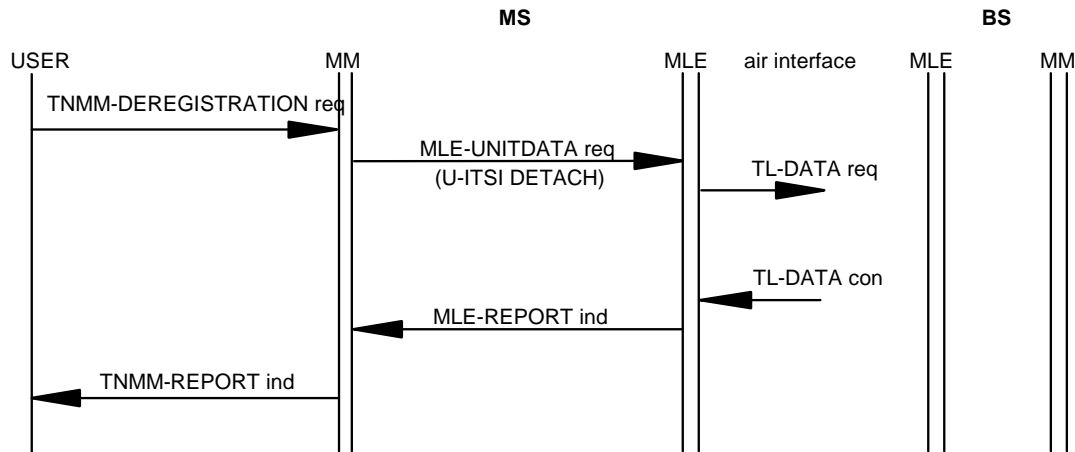 MS BS
USER MM MLE air interface MLE MM
TNMM-DEREGISTRATION req
MLE-UNITDATA req
(U-ITSI DETACH)
TL-DATA req
TL-DATA con
MLE-REPORT ind
TNMM-REPORT ind